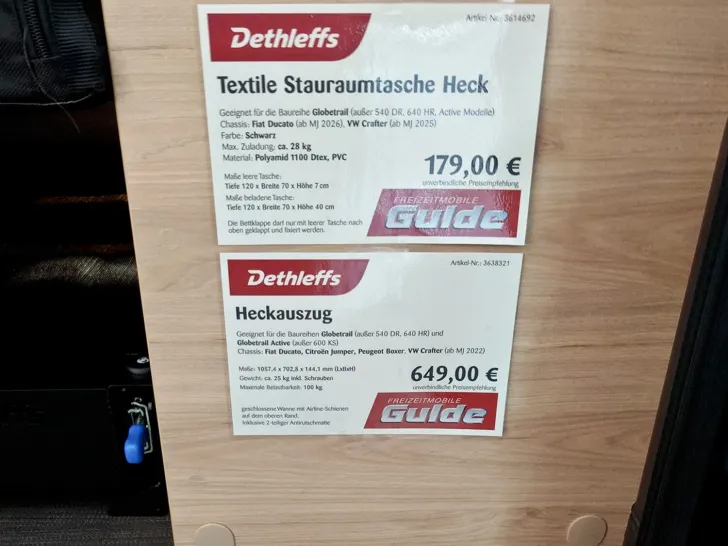 Dethleffs
Artikel-Nr.: 3614692
Textile Stauraumtasche Heck
Geeignet für die Baureihe Globetrail (außer 540 DR, 640 HR, Active Modelle)
Chassis: Fiat Ducato (ab MJ 2026), VW Crafter (ab MJ 2025)
Farbe: Schwarz
Max. Zuladung: ca. 28 kg
Material: Polyamid 1100 Dtex, PVC
179,00 €
unverbindliche Preisempfehlung
Maße leere Tasche:
Tiefe 120 x Breite 70 x Höhe 7 cm
Maße beladene Tasche:
Tiefe 120 x Breite 70 x Höhe 40 cm
Die Bettklappe darf nur mit leerer Tasche nach
oben geklappt und fixiert werden.
FREIZEITMOBILE
Gulde
Dethleffs
Artikel-Nr.: 3638321
Heckauszug
Geeignet für die Baureihen Globetrail (außer 540 DR, 640 HR) und
Globetrail Active (außer 600 KS)
Chassis: Fiat Ducato, Citroën Jumper, Peugeot Boxer, VW Crafter (ab MJ 2022)
Maße: 1057,4 x 702,8 x 144,1 mm (LxBxH)
Gewicht: ca. 25 kg inkl. Schrauben
Maximale Belastbarkeit: 100 kg
649,00 €
unverbindliche Preisempfehlung
geschlossene Wanne mit Airline-Schienen
auf dem oberen Rand.
Inklusive 2-teiliger Antirutschmatte
FREIZEITMOBILE
Gulde